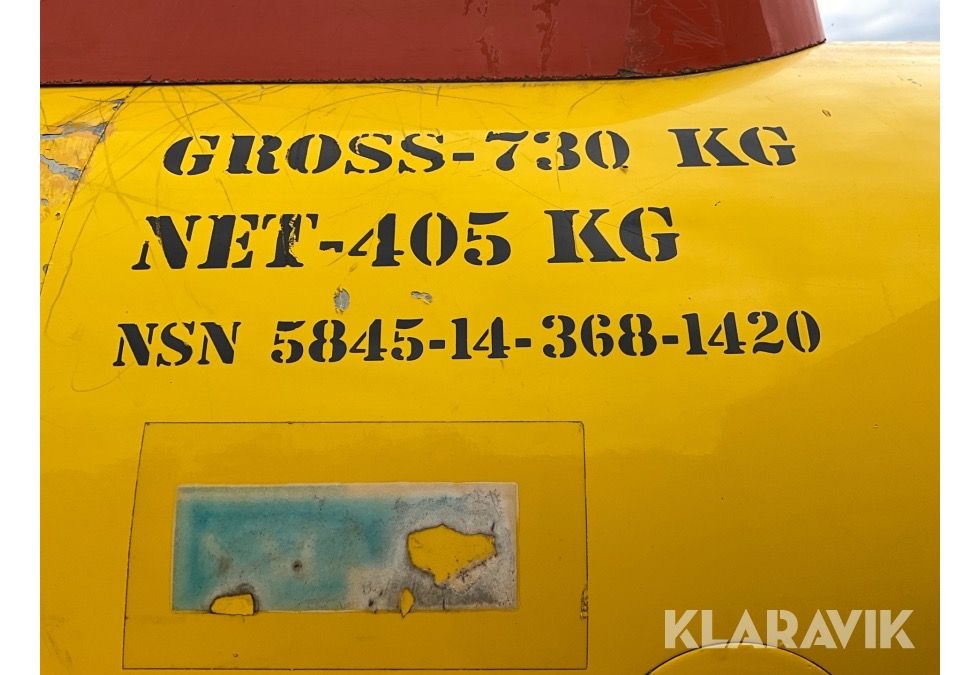 GROSS-730 KG
NET-405 KG
NSN 5845-14-368-1420
KLARAVIK